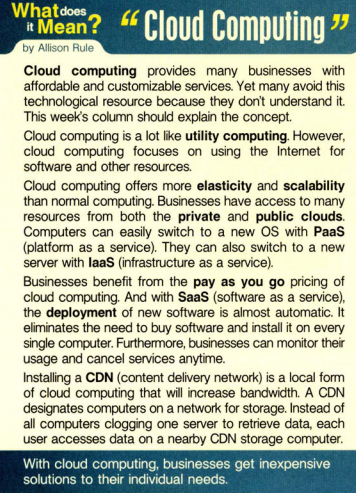 What does
it Mean?
by Allison Rule
“ Cloud Computing ”
Cloud computing provides many businesses with
affordable and customizable services. Yet many avoid this
technological resource because they don't understand it.
This week's column should explain the concept.
Cloud computing is a lot like utility computing. However,
cloud computing focuses on using the Internet for
software and other resources.
Cloud computing offers more elasticity and scalability
than normal computing. Businesses have access to many
resources from both the private and public clouds.
Computers can easily switch to a new OS with PaaS
(platform as a service). They can also switch to a new
server with IaaS (infrastructure as a service).
Businesses benefit from the pay as you go pricing of
cloud computing. And with SaaS (software as a service),
the deployment of new software is almost automatic. It
eliminates the need to buy software and install it on every
single computer. Furthermore, businesses can monitor their
usage and cancel services anytime.
Installing a CDN (content delivery network) is a local form
of cloud computing that will increase bandwidth. A CDN
designates computers on a network for storage. Instead of
all computers clogging one server to retrieve data, each
user accesses data on a nearby CDN storage computer.
With cloud computing, businesses get inexpensive
solutions to their individual needs.